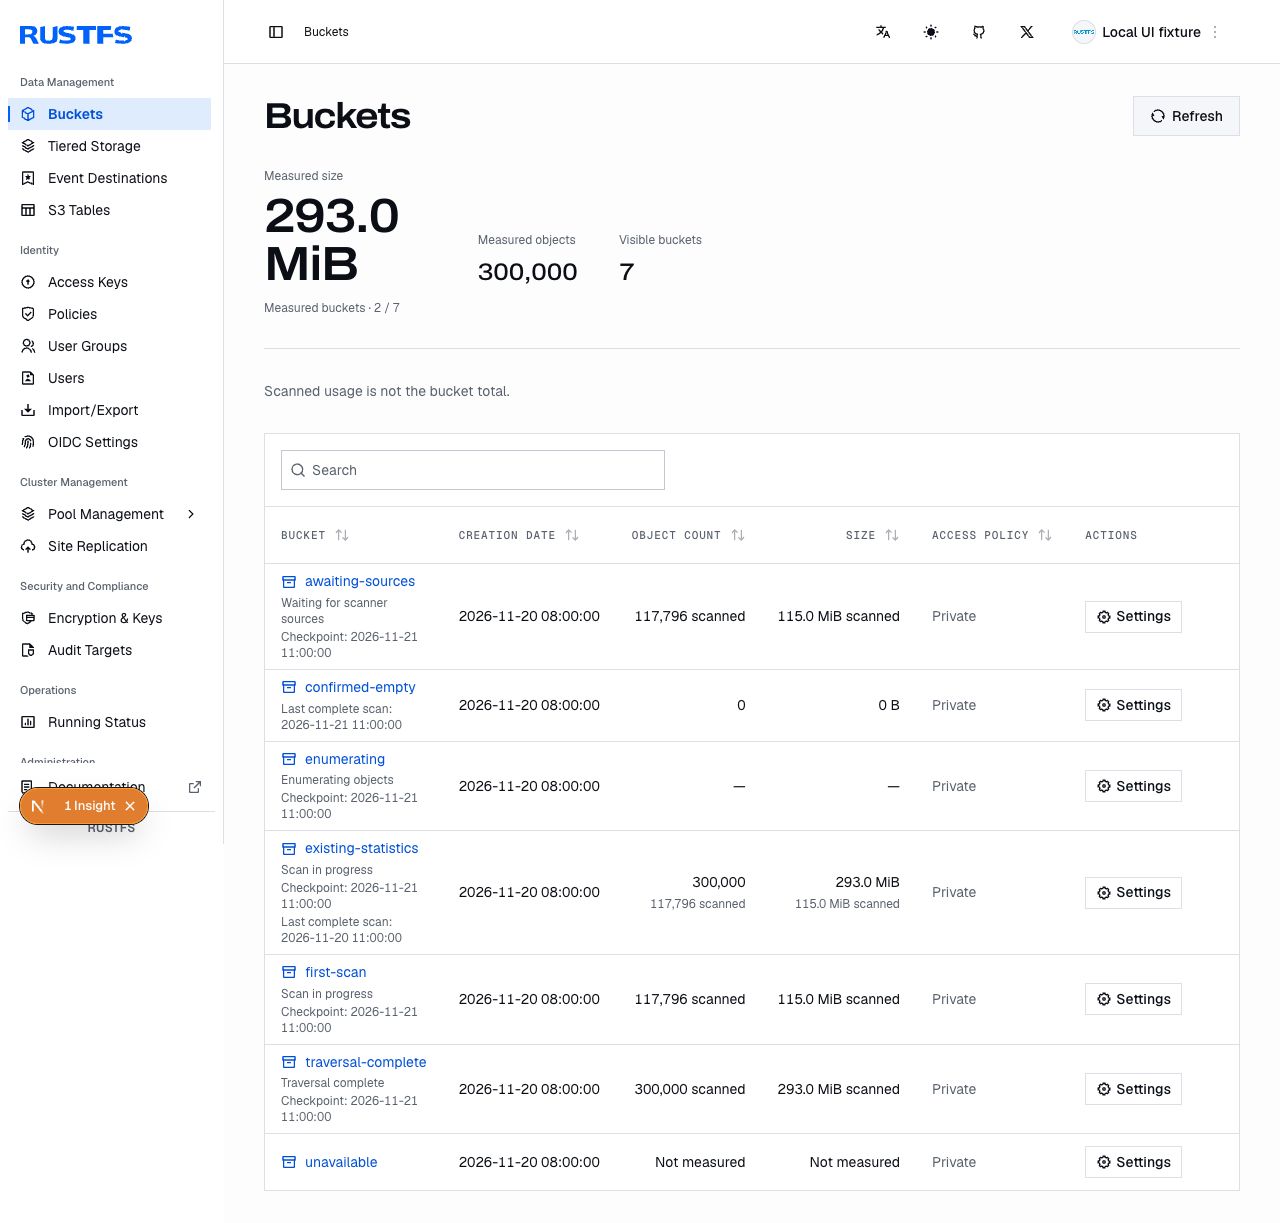 RUSTFS
Data Management
Buckets
Tiered Storage
Event Destinations
S3 Tables
Identity
Access Keys
Policies
User Groups
Users
Import/Export
OIDC Settings
Cluster Management
Pool Management
Site Replication
Security and Compliance
Encryption & Keys
Audit Targets
Operations
Running Status
Administration
Documentation
1 Insight
RUSTFS
Buckets
RUSTFS
Local UI fixture
Buckets
Refresh
Measured size
293.0
MiB
Measured buckets · 2 / 7
Measured objects
300,000
Visible buckets
7
Scanned usage is not the bucket total.
Search
BUCKET CREATION DATE OBJECT COUNT SIZE ACCESS POLICY ACTIONS
awaiting-sources
Waiting for scanner
sources
Checkpoint: 2026-11-21
11:00:00
2026-11-20 08:00:00 117,796 scanned 115.0 MiB scanned Private Settings
confirmed-empty
Last complete scan:
2026-11-21 11:00:00
2026-11-20 08:00:00 0 0 B Private Settings
enumerating
Enumerating objects
Checkpoint: 2026-11-21
11:00:00
2026-11-20 08:00:00 — — Private Settings
existing-statistics
Scan in progress
Checkpoint: 2026-11-21
11:00:00
Last complete scan:
2026-11-20 11:00:00
2026-11-20 08:00:00
300,000
117,796 scanned
293.0 MiB
115.0 MiB scanned
Private Settings
first-scan
Scan in progress
Checkpoint: 2026-11-21
11:00:00
2026-11-20 08:00:00 117,796 scanned 115.0 MiB scanned Private Settings
traversal-complete
Traversal complete
Checkpoint: 2026-11-21
11:00:00
2026-11-20 08:00:00 300,000 scanned 293.0 MiB scanned Private Settings
unavailable 2026-11-20 08:00:00 Not measured Not measured Private Settings